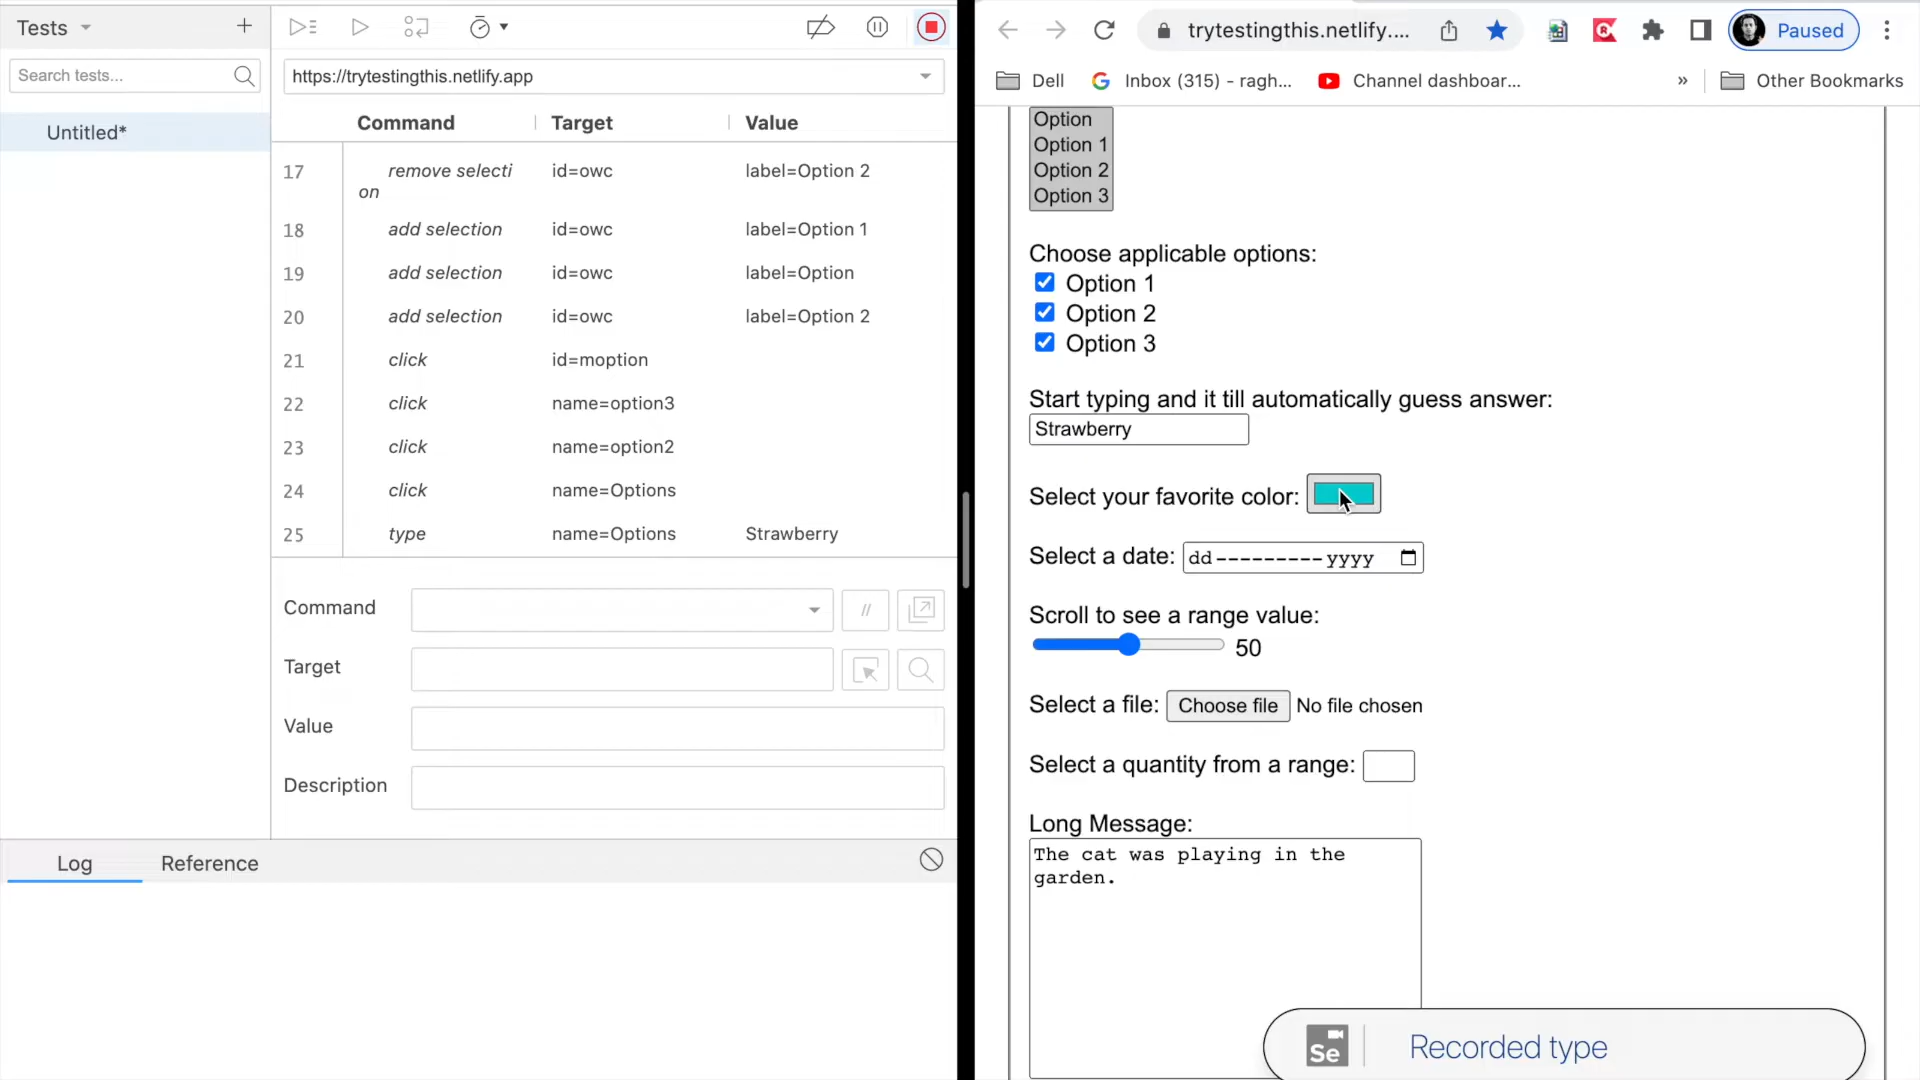 Tests
Search tests...
Untitled*
https://trytestingthis.netlify.app
Command Target Value
17 remove selecti
on id=owc label=Option 2
18 add selection id=owc label=Option 1
19 add selection id=owc label=Option
20 add selection id=owc label=Option 2
21 click id=moption
22 click name=option3
23 click name=option2
24 click name=Options
25 type name=Options Strawberry
Command //
Target
Value
Description
Log Reference
trytestingthis.netlify.... Paused
Dell Inbox (315) - ragh... Channel dashboar... » Other Bookmarks
Option
Option 1
Option 2
Option 3
Choose applicable options:
Option 1
Option 2
Option 3
Start typing and it till automatically guess answer:
Strawberry
Select your favorite color:
Select a date: dd---------yyyy
Scroll to see a range value:
50
Select a file: Choose file No file chosen
Select a quantity from a range:
Long Message:
The cat was playing in the
garden.
Se Recorded type